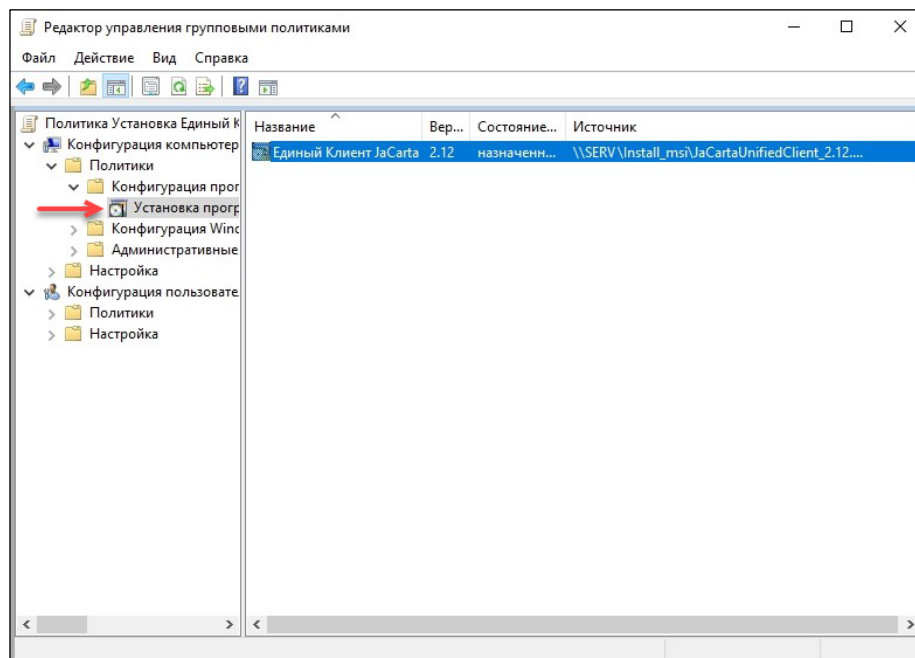 Редактор управления групповыми политиками
Файл Действие Вид Справка
Политика Установка Единый К
Конфигурация компьютер
Политики
Конфигурация прог
Установка прогр
Конфигурация Winc
Административные
Настройка
Конфигурация пользовате
Политики
Настройка
Название Вер... Состояние... Источник
Единый Клиент JaCarta 2.12 назначенн... \\SERV\Install_msi\JaCartaUnifiedClient_2.12....